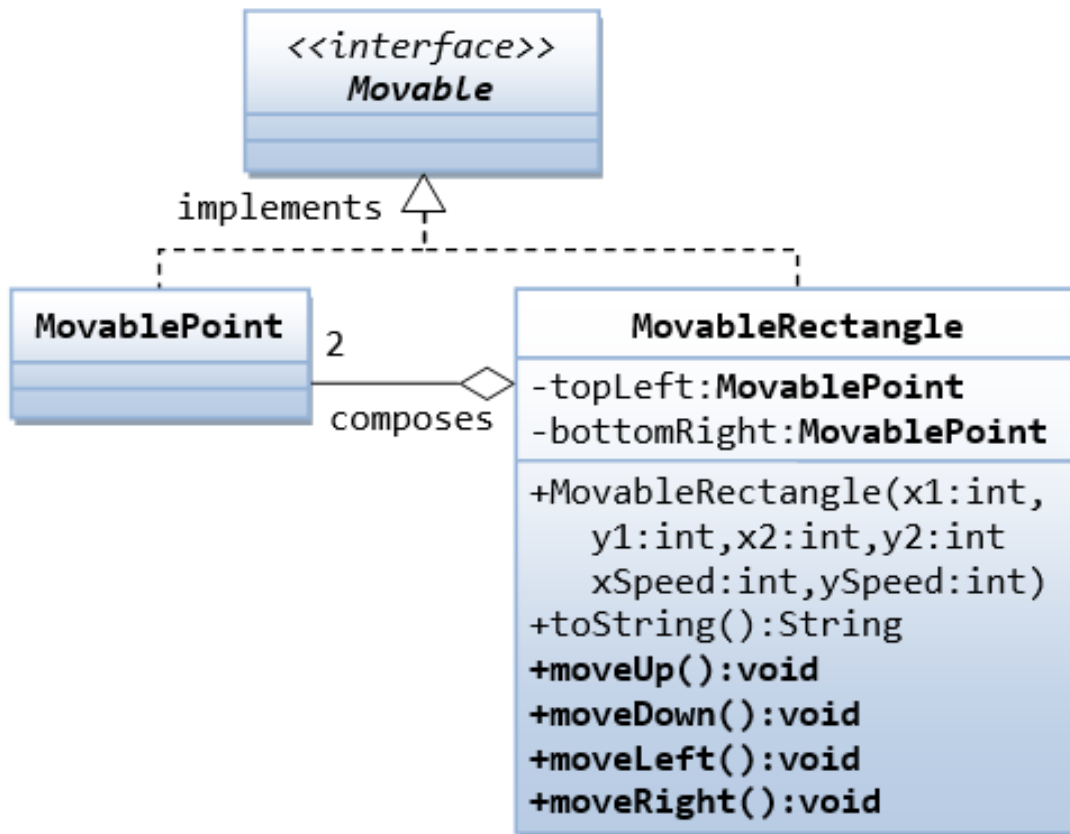 <<interface>>
Movable
implements
MovablePoint
2
composes
MovableRectangle
-topLeft:MovablePoint
-bottomRight:MovablePoint
+MovableRectangle(x1:int,
y1:int,x2:int,y2:int
xSpeed:int,ySpeed:int)
+toString():String
+moveUp():void
+moveDown():void
+moveLeft():void
+moveRight():void